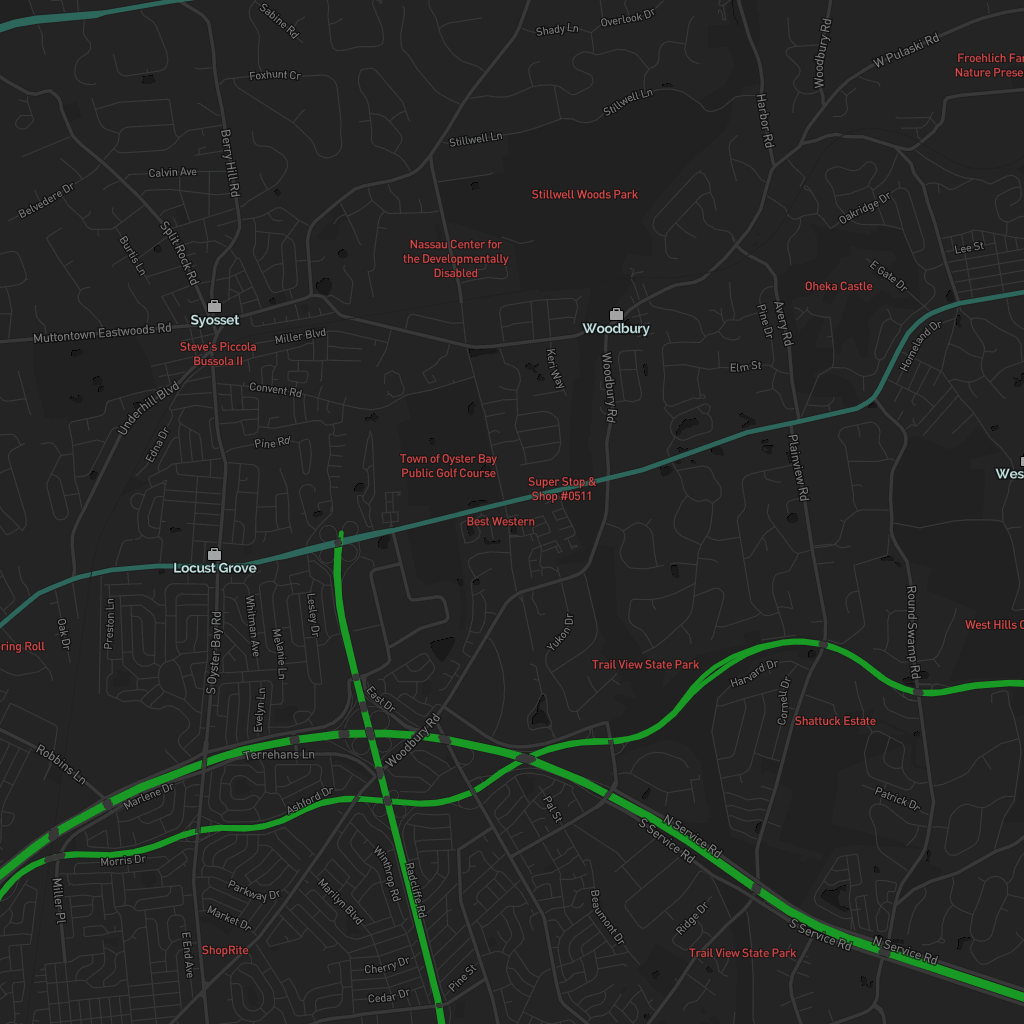 Sabine Rd
Shady Ln
Overlook Dr
Woodbury Rd
W Pulaski Rd
Froehlich Far
Nature Prese
Foxhunt Cr
Stillwell Ln
Harbor Rd
Stillwell Ln
Berry Hill Rd
Calvin Ave
Belvedere Dr
Stillwell Woods Park
Oakridge Dr
Split Rock Rd
Burtis Ln
Nassau Center for
the Developmentally
Disabled
Lee St
E Gate Dr
Oheka Castle
Syosset
Woodbury
Muttontown Eastwoods Rd
Miller Blvd
Pine Dr
Avery Rd
Homeland Dr
Steve's Piccola
Bussola II
Keri Way
Woodbury Rd
Elm St
Convent Rd
Underhill Blvd
Edna Dr
Pine Rd
Town of Oyster Bay
Public Golf Course
Plainview Rd
Wes
Super Stop &
Shop #0511
Best Western
Locust Grove
Preston Ln
Oak Dr
Whitman Ave
Lesley Dr
Melanie Ln
S Oyster Bay Rd
Yukon Dr
Round Swamp Rd
West Hills C
ring Roll
Trail View State Park
Harvard Dr
Cornell Dr
Evelyn Ln
East Dr
Shattuck Estate
Woodbury Rd
Terrehans Ln
Robbins Ln
Marlene Dr
Ashford Dr
Pal St
Patrick Dr
N Service Rd
S Service Rd
Morris Dr
Miller Pl
Winthrop Rd
Radcliffe Rd
Parkway Dr
Marilyn Blvd
Market Dr
Beaumont Dr
Ridge Dr
S Service Rd
N Service Rd
E End Ave
ShopRite
Trail View State Park
Cherry Dr
Pine St
Cedar Dr